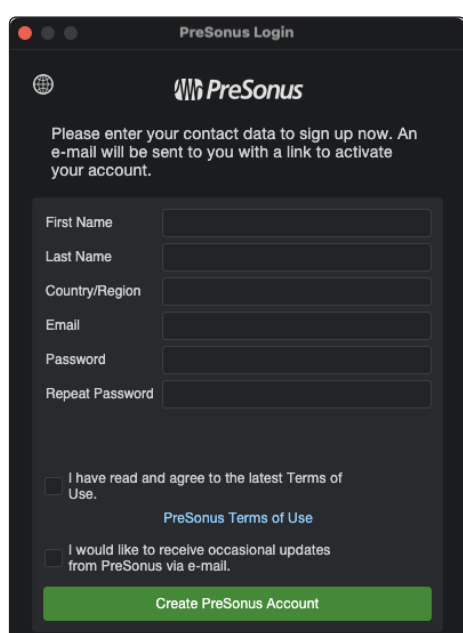 PreSonus Login
PreSonus
Please enter your contact data to sign up now. An
e-mail will be sent to you with a link to activate
your account.
First Name
Last Name
Country/Region
Email
Password
Repeat Password
I have read and agree to the latest Terms of
Use.
PreSonus Terms of Use
I would like to receive occasional updates
from PreSonus via e-mail.
Create PreSonus Account